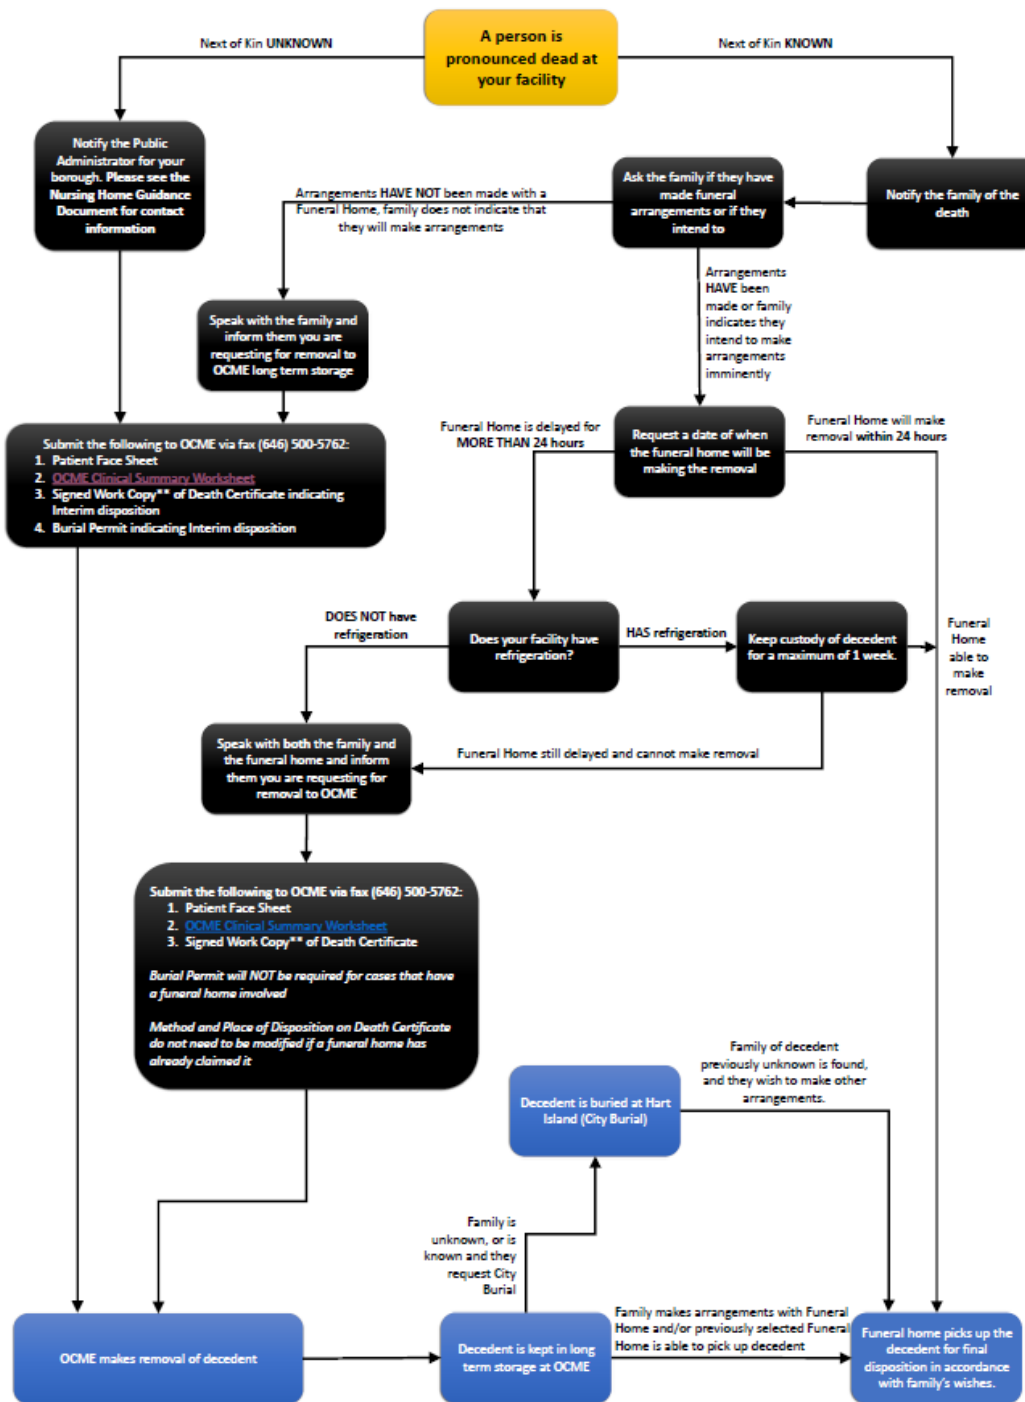 A person is
pronounced dead at
your facility
Next of Kin UNKNOWN
Next of Kin KNOWN
Notify the Public
Administrator for your
borough. Please see the
Nursing Home Guidance
Document for contact
information
Notify the family of the
death
Ask the family if they have
made funeral
arrangements or if they
intend to
Arrangements HAVE NOT been made with a
Funeral Home, family does not indicate that
they will make arrangements
Arrangements
HAVE been
made or family
indicates they
intend to make
arrangements
imminently
Speak with the family and
inform them you are
requesting for removal to
OCME long term storage
Submit the following to OCME via fax (646) 500-5762:
1. Patient Face Sheet
2. OCME Clinical Summary Worksheet
3. Signed Work Copy** of Death Certificate indicating
Interim disposition
4. Burial Permit indicating Interim disposition
Funeral Home is delayed for
MORE THAN 24 hours
Request a date of when
the funeral home will be
making the removal
Funeral Home will make
removal within 24 hours
DOES NOT have
refrigeration
Does your facility have
refrigeration?
HAS refrigeration
Keep custody of decedent
for a maximum of 1 week.
Funeral
Home
able to
make
removal
Speak with both the family and
the funeral home and inform
them you are requesting for
removal to OCME
Funeral Home still delayed and cannot make removal
Submit the following to OCME via fax (646) 500-5762:
1. Patient Face Sheet
2. OCME Clinical Summary Worksheet
3. Signed Work Copy** of Death Certificate
Burial Permit will NOT be required for cases that have
a funeral home involved
Method and Place of Disposition on Death Certificate
do not need to be modified if a funeral home has
already claimed it
Decedent is buried at Hart
Island (City Burial)
Family of decedent
previously unknown is found,
and they wish to make other
arrangements.
Family is
unknown, or is
known and they
request City
Burial
OCME makes removal of decedent
Decedent is kept in long
term storage at OCME
Family makes arrangements with Funeral
Home and/or previously selected Funeral
Home is able to pick up decedent
Funeral home picks up the
decedent for final
disposition in accordance
with family's wishes.